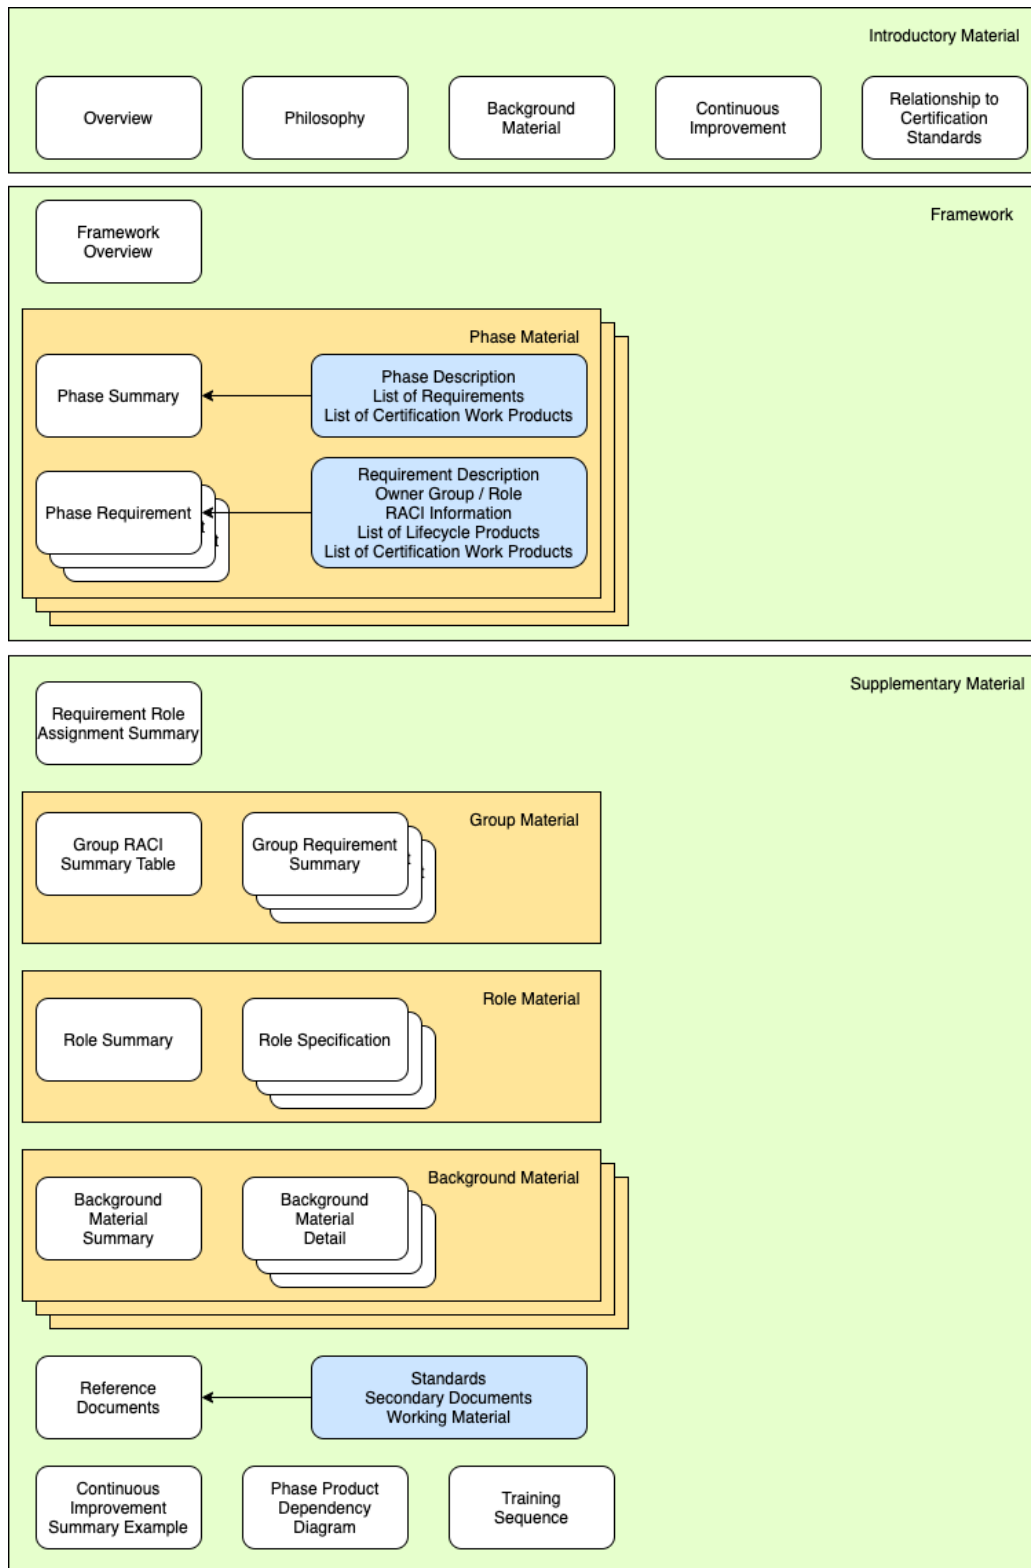 Introductory Material
Overview
Philosophy
Background
Material
Continuous
Improvement
Relationship to
Certification
Standards
Framework
Framework
Overview
Phase Material
Phase Summary
Phase Description
List of Requirements
List of Certification Work Products
Phase Requirement
Requirement Description
Owner Group / Role
RACI Information
List of Lifecycle Products
List of Certification Work Products
Supplementary Material
Requirement Role
Assignment Summary
Group Material
Group RACI
Summary Table
Group Requirement
Summary
Role Material
Role Summary
Role Specification
Background Material
Background
Material
Summary
Background
Material
Detail
Reference
Documents
Standards
Secondary Documents
Working Material
Continuous
Improvement
Summary Example
Phase Product
Dependency
Diagram
Training
Sequence